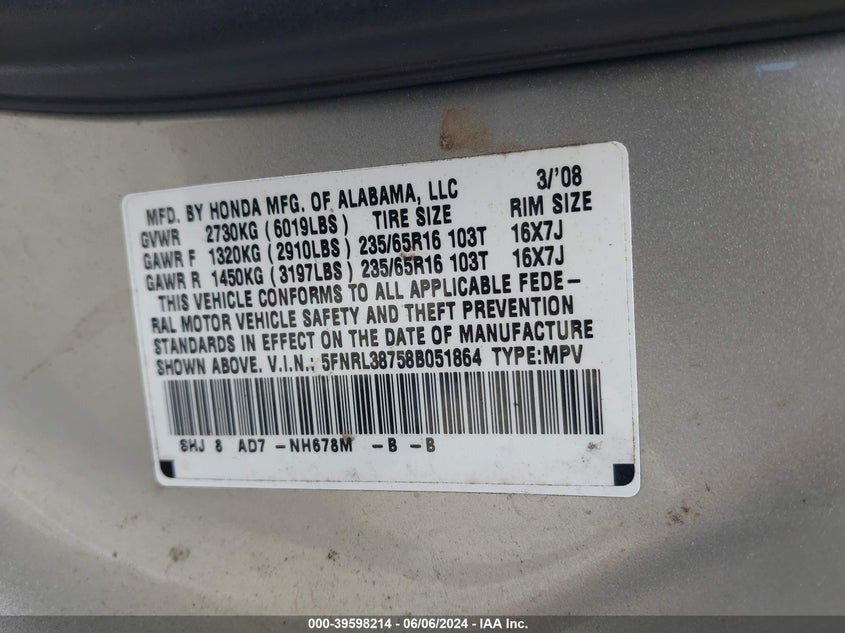 MFD. BY HONDA MFG. OF ALABAMA, LLC 3/'08
GVWR 2730KG (6019LBS) TIRE SIZE RIM SIZE
GAWR F 1320KG (2910LBS) 235/65R16 103T 16X7J
GAWR R 1450KG (3197LBS) 235/65R16 103T 16X7J
THIS VEHICLE CONFORMS TO ALL APPLICABLE FEDE-
RAL MOTOR VEHICLE SAFETY AND THEFT PREVENTION
STANDARDS IN EFFECT ON THE DATE OF MANUFACTURE
SHOWN ABOVE. V.I.N.: 5FNRL38758B051864 TYPE:MPV
SHJ 8 AD7 -NH678M -B -B
000-39598214 - 06/06/2024 - IAA Inc.